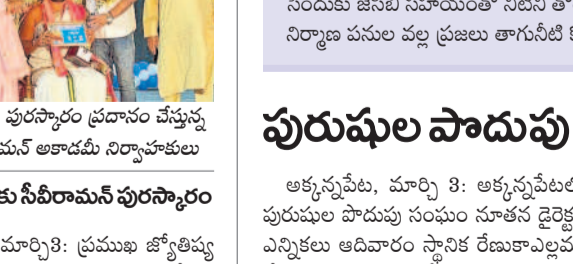 పురస్కారం ప్రదానం చేస్తున్న
మన్ అకాడమీ నిర్వాహకులు
కు సీవీరామన్ పురస్కారం
మార్చి3: ప్రముఖ జ్యోతిష్య
సందుకు జేసీబీ సహాయంతో నీటిని
నిర్మాణ పనుల వల్ల ప్రజలు తాగునీటి
పురుషుల పొదుపు
అక్కన్నపేట, మార్చి 3: అక్కన్నపేటలో
పురుషుల పొదుపు సంఘం నూతన డైరెక్ట
ఎన్నికలు ఆదివారం స్థానిక రేణుకాఎల్లమ